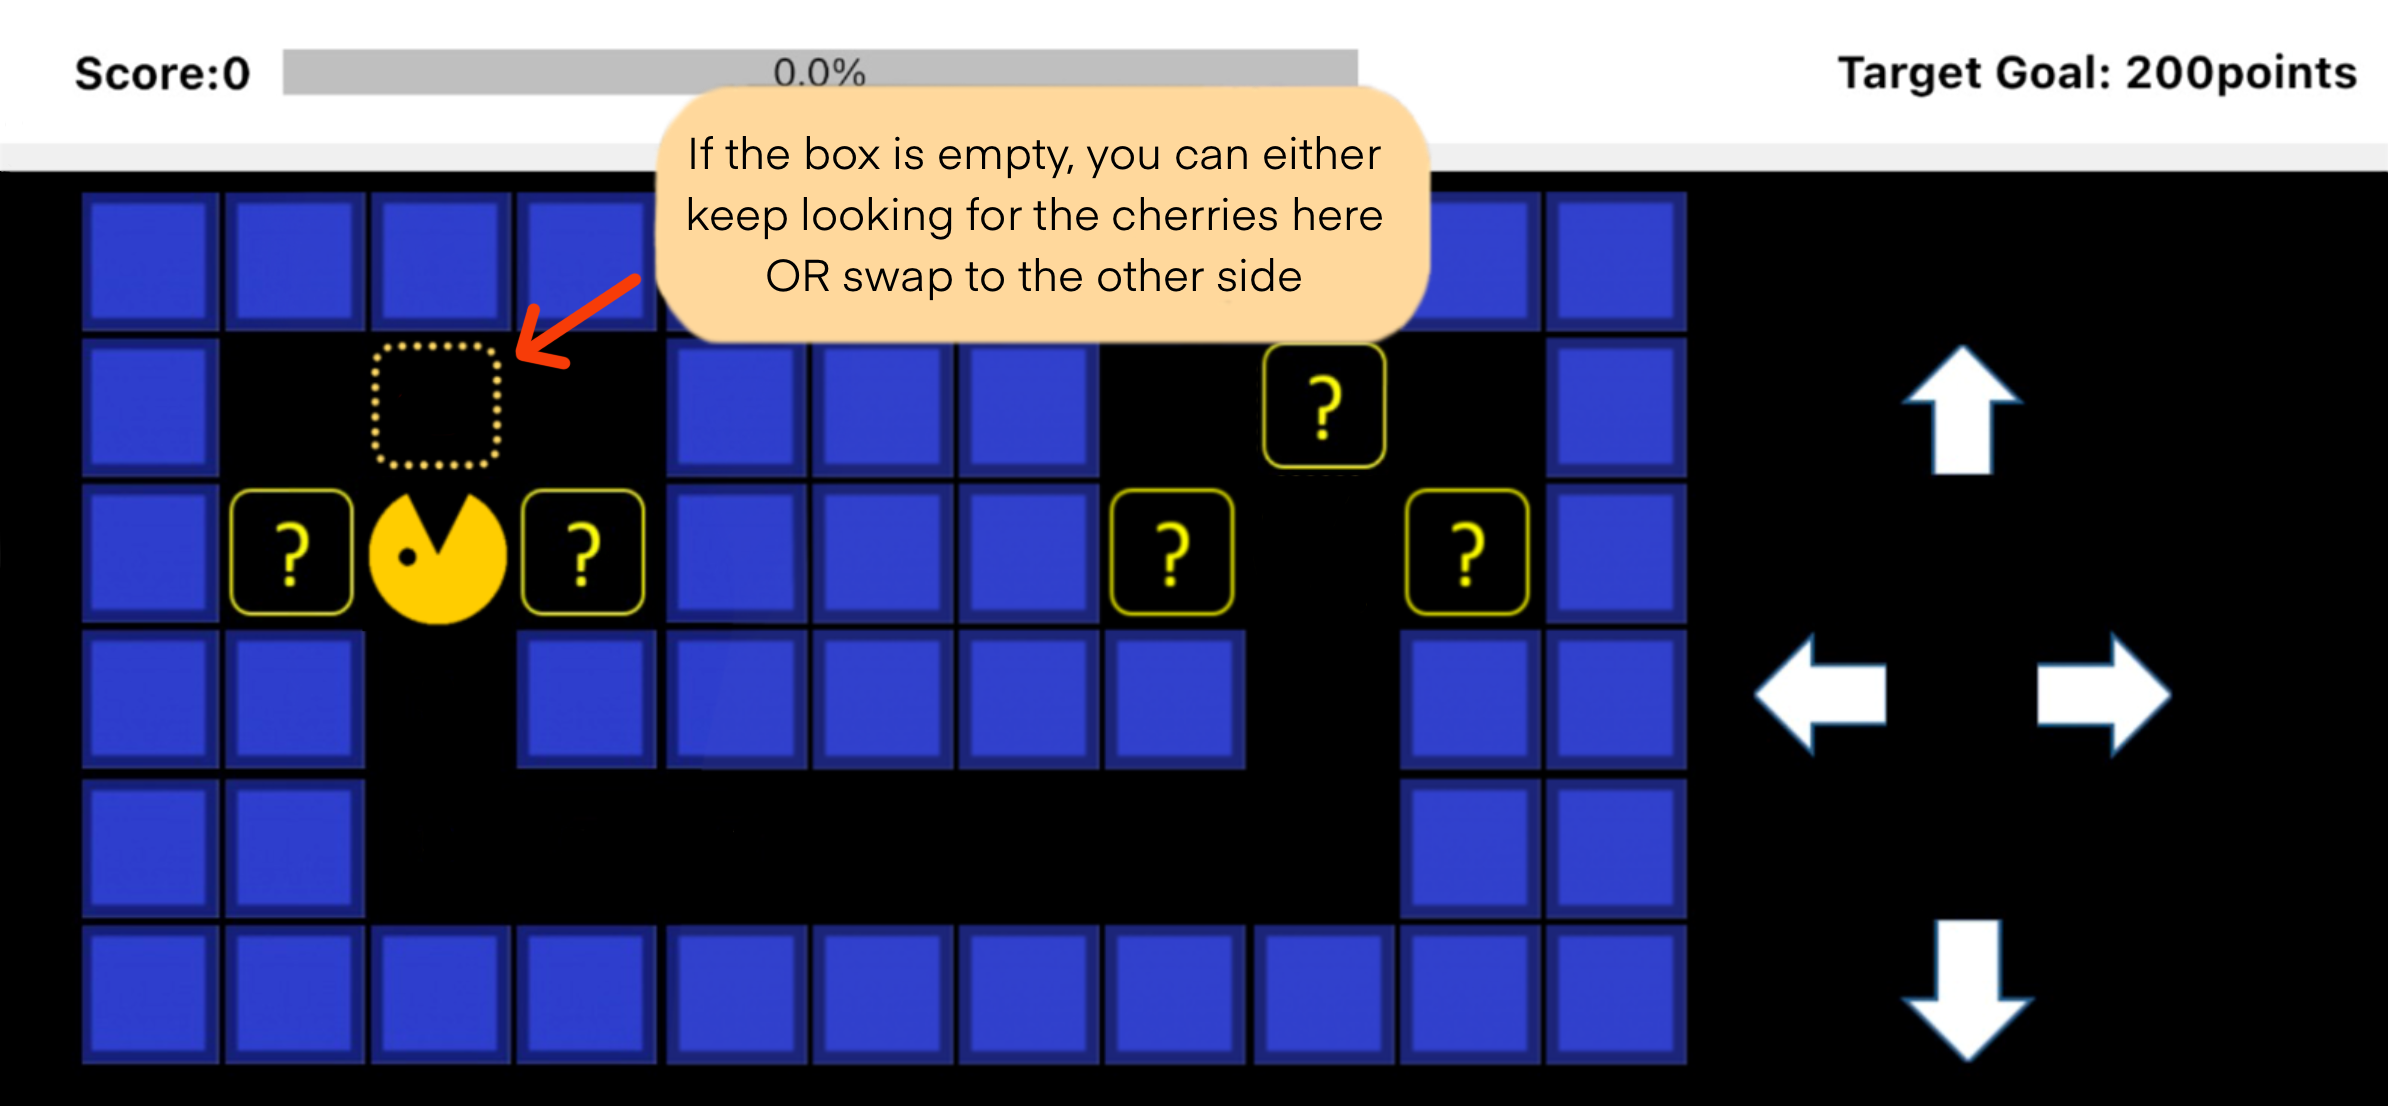 Score:0
0.0%
Target Goal: 200points
If the box is empty, you can either
keep looking for the cherries here
OR swap to the other side
?
? ? ? ?